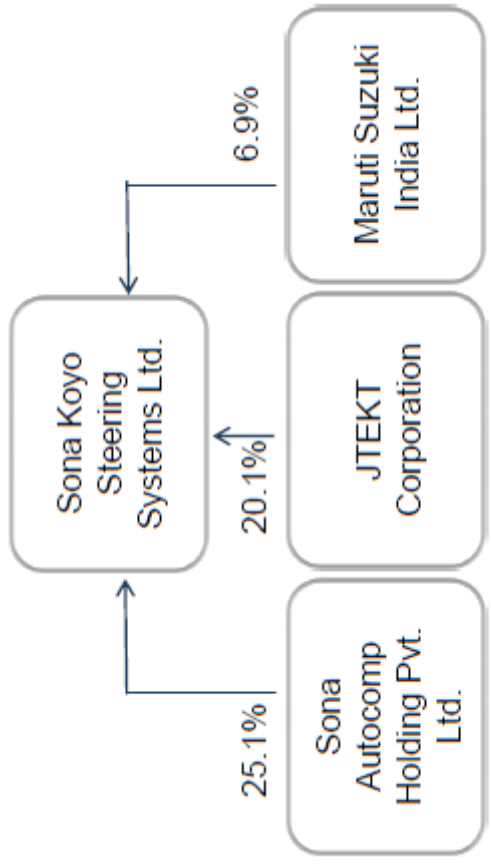 Sona Koyo
Steering
Systems Ltd.
25.1%
20.1%
6.9%
Sona
Autocomp
Holding Pvt.
Ltd.
JTEKT
Corporation
Maruti Suzuki
India Ltd.